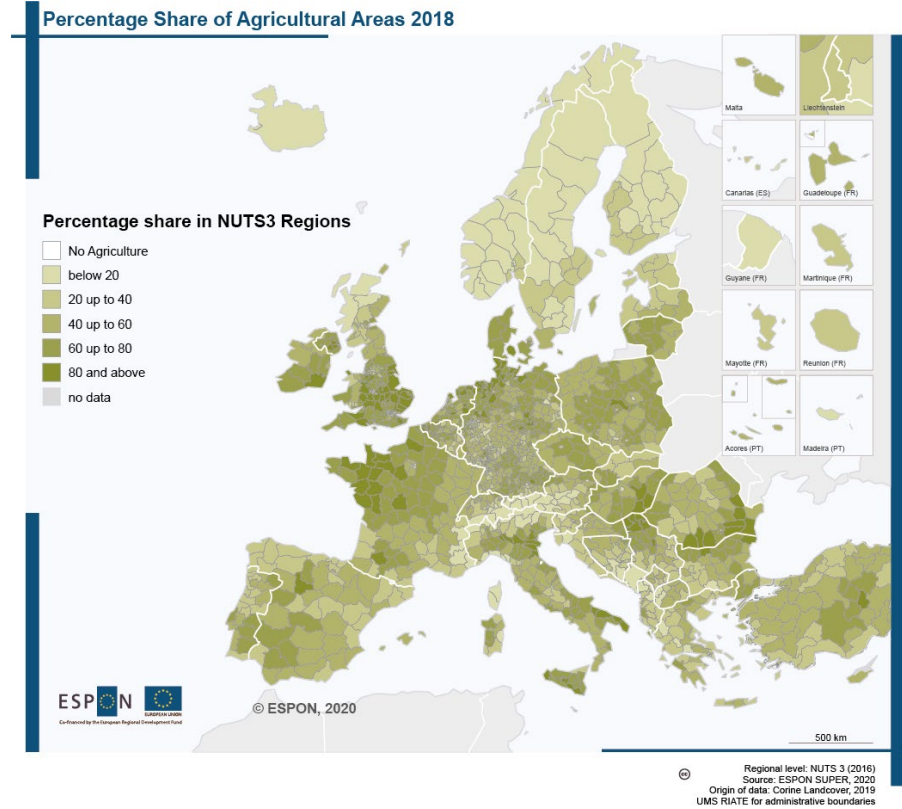 Percentage Share of Agricultural Areas 2018
Malta
Liechtenstein
Canarias (ES)
Guadeloupe (FR)
Guyane (FR)
Martinique (FR)
Mayotte (FR)
Reunion (FR)
Acores (PT)
Madeira (PT)
Percentage share in NUTS3 Regions
No Agriculture
below 20
20 up to 40
40 up to 60
60 up to 80
80 and above
no data
ESPON
EUROPEAN UNION
Co-financed by the European Regional Development Fund
© ESPON, 2020
500 km
cc
Regional level: NUTS 3 (2016)
Source: ESPON SUPER, 2020
Origin of data: Corine Landcover, 2019
UMS RIATE for administrative boundaries